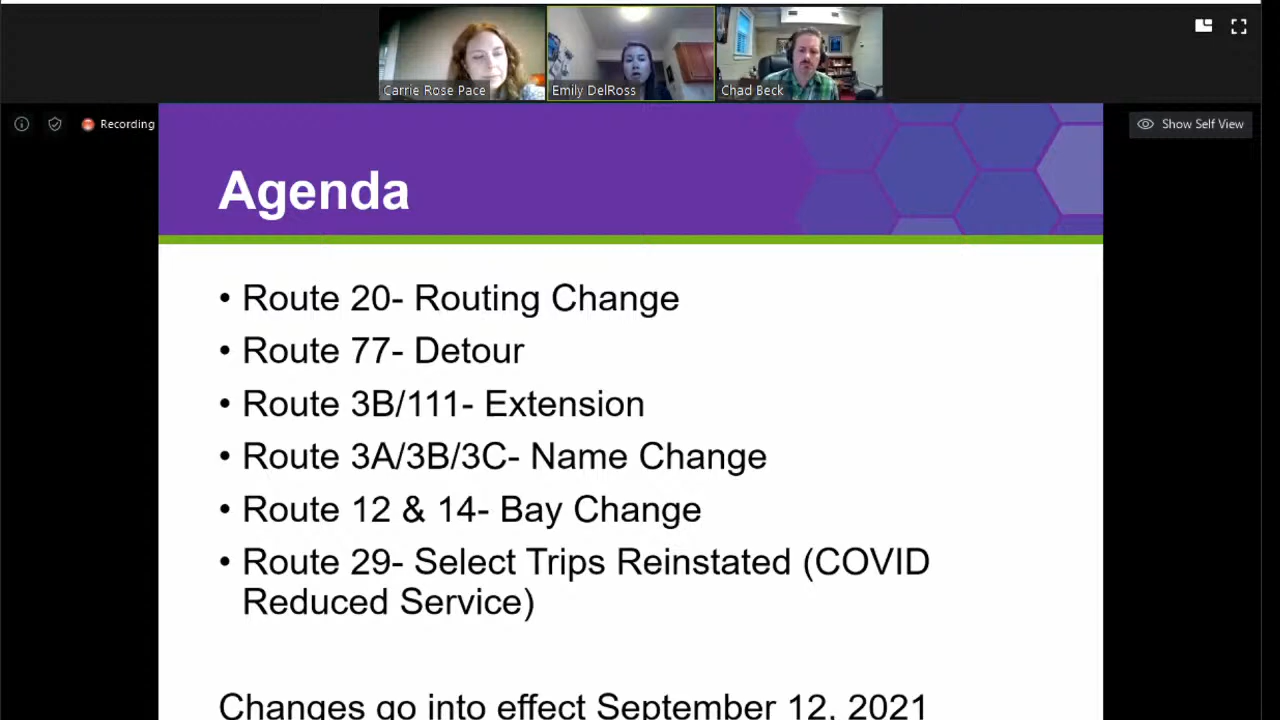 Carrie Rose Pace
Emily DelRoss
Chad Beck
Recording
Show Self View
Agenda
• Route 20- Routing Change
• Route 77- Detour
• Route 3B/111- Extension
• Route 3A/3B/3C- Name Change
• Route 12 & 14- Bay Change
• Route 29- Select Trips Reinstated (COVID
Reduced Service)
Changes go into effect September 12, 2021